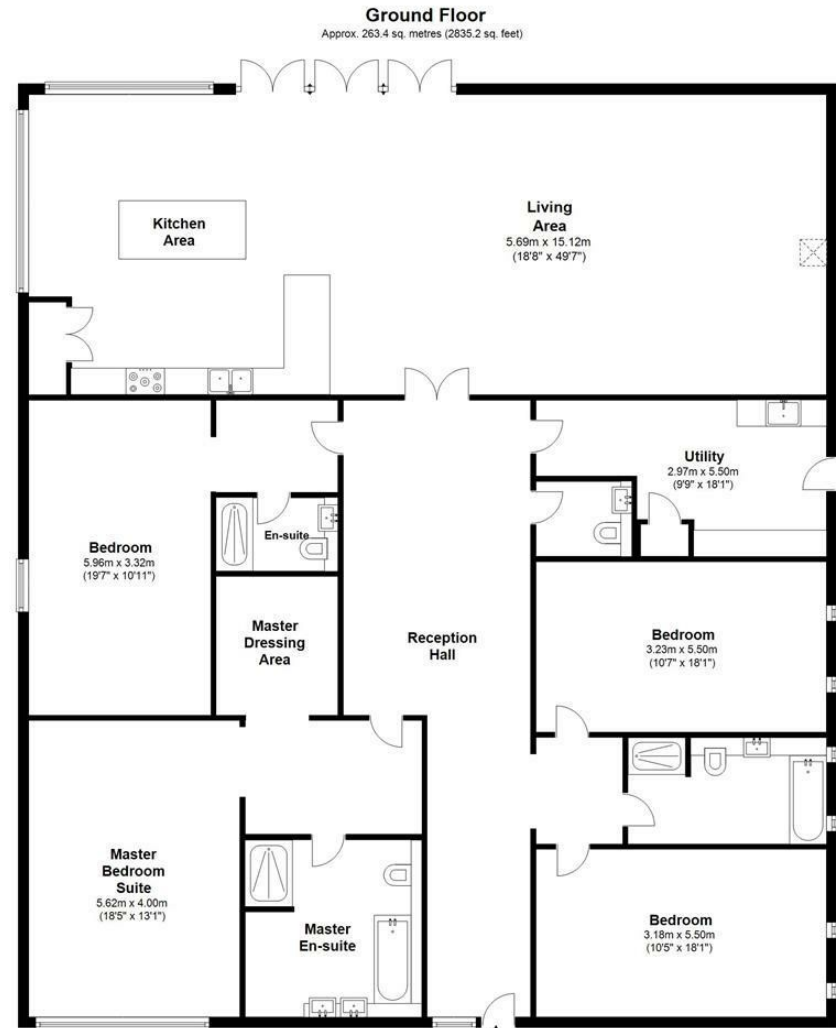 Ground Floor
Approx. 263.4 sq. metres (2835.2 sq. feet)
Kitchen
Area
Living
Area
5.69m x 15.12m
(18'8" x 49'7")
Utility
2.97m x 5.50m
(9'9" x 18'1")
En-suite
Bedroom
5.96m x 3.32m
(19'7" x 10'11")
Master
Dressing
Area
Reception
Hall
Bedroom
3.23m x 5.50m
(10'7" x 18'1")
Master
Bedroom
Suite
5.62m x 4.00m
(18'5" x 13'1")
Master
En-suite
Bedroom
3.18m x 5.50m
(10'5" x 18'1")